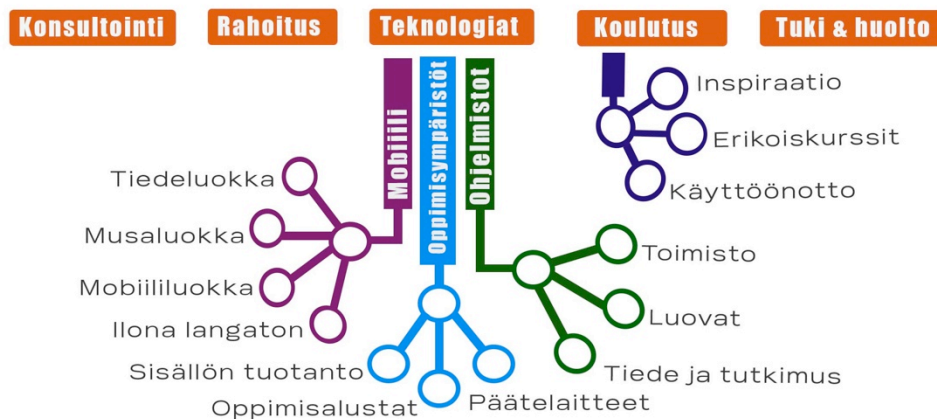 Konsultointi
Rahoitus
Teknologiat
Koulutus
Tuki & huolto
Mobiili
Oppimisympäristöt
Ohjelmistot
Inspiraatio
Erikoiskurssit
Käyttöönotto
Tiedeluokka
Musaluokka
Mobiililuokka
Ilona langaton
Sisällön tuotanto
Oppimisalustat
Päätelaitteet
Toimisto
Luovat
Tiede ja tutkimus